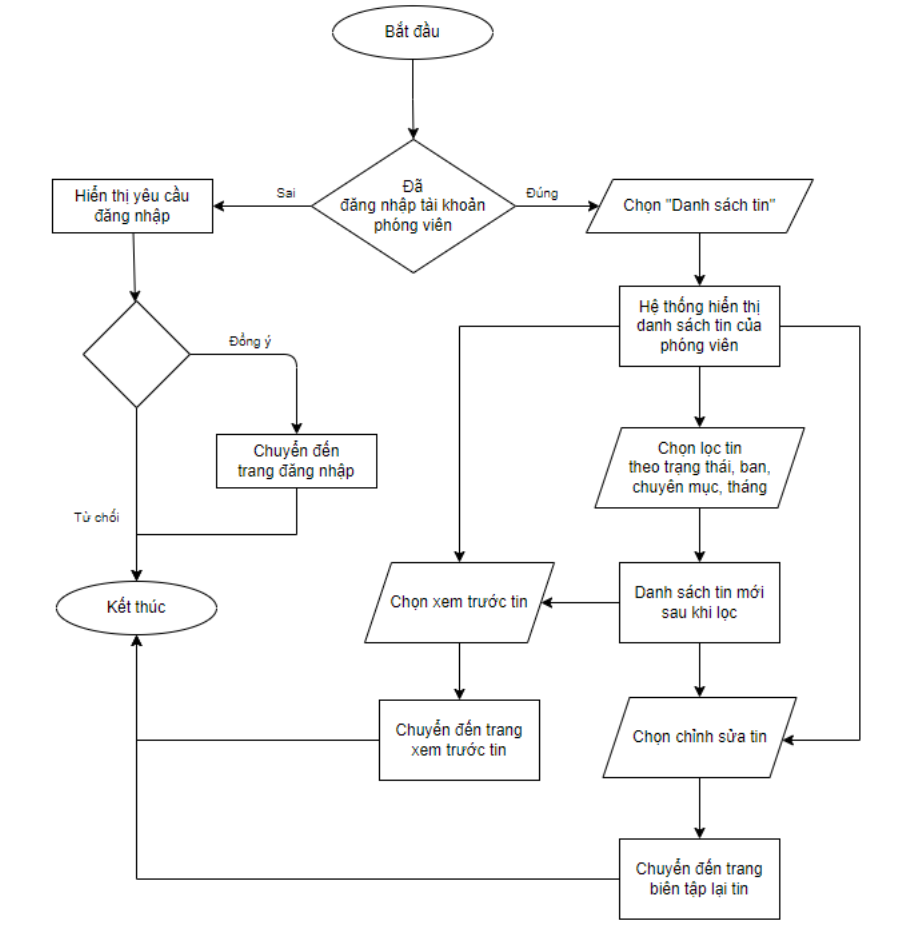 Bắt đầu
Đã
đăng nhập tài khoản
phóng viên
Sai
Đúng
Hiển thị yêu cầu
đăng nhập
Chọn "Danh sách tin"
Hệ thống hiển thị
danh sách tin của
phóng viên
Đồng ý
Chuyển đến
trang đăng nhập
Chọn lọc tin
theo trạng thái, ban,
chuyên mục, tháng
Từ chối
Kết thúc
Chọn xem trước tin
Danh sách tin mới
sau khi lọc
Chuyển đến trang
xem trước tin
Chọn chỉnh sửa tin
Chuyển đến trang
biên tập lại tin